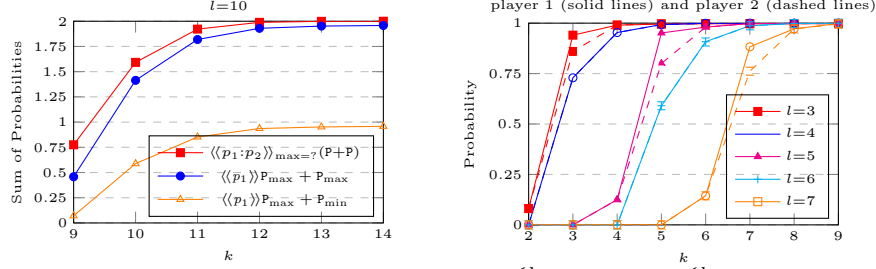 l=10
Sum of Probabilities
2
1.75
1.5
1.25
1
0.75
0.5
0.25
0
9 10 11 12 13 14
k
⟨⟨p1:p2⟩⟩max=?(P+P)
⟨⟨p1⟩⟩Pmax + Pmax
⟨⟨p1⟩⟩Pmax + Pmin
player 1 (solid lines) and player 2 (dashed lines)
Probability
1
0.75
0.5
0.25
0
2 3 4 5 6 7 8 9
k
l=3
l=4
l=5
l=6
l=7